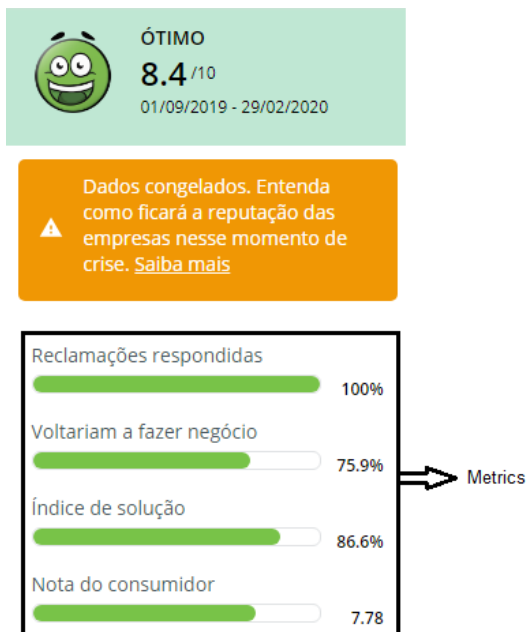 ÓTIMO
8.4 /10
01/09/2019 - 29/02/2020
Dados congelados. Entenda
como ficará a reputação das
empresas nesse momento de
crise. Saiba mais
Reclamações respondidas
100%
Voltariam a fazer negócio
75.9%
Metrics
Índice de solução
86.6%
Nota do consumidor
7.78